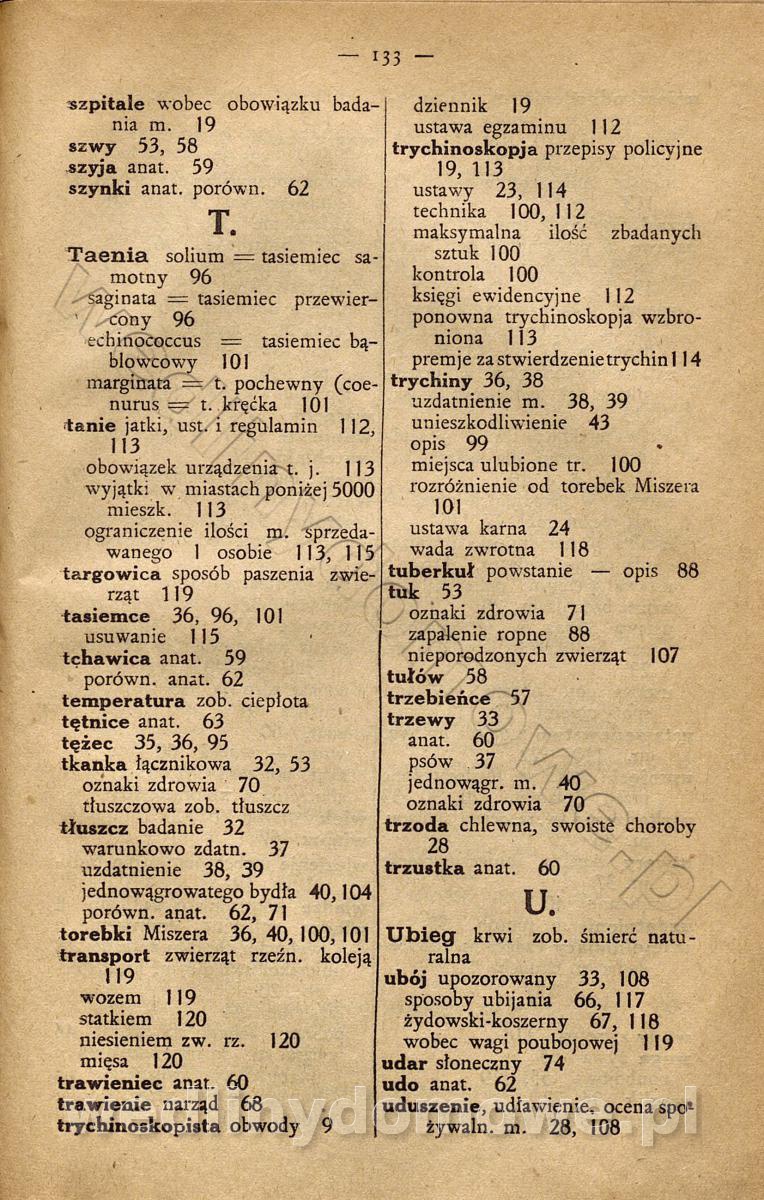 — 133 —
szpitale wobec obowiązku bada-
nia m. 19
szwy 53, 58
szyja anat. 59
szynki anat. porówn. 62
T.
Taenia solium = tasiemiec sa-
motny 96
saginata = tasiemiec przewier-
cony 96
echinococcus = tasiemiec bą-
blowcowy 101
marginata = t. pochewny (coe-
nurus = t. kręćka 101
tanie jatki, ust. i regulamin 112,
113
obowiązek urządzenia t. j. 113
wyjątki w miastach poniżej 5000
mieszk. 113
ograniczenie ilości m. sprzeda-
wanego 1 osobie 113, 115
targowica sposób paszenia zwie-
rząt 119
tasiemce 36, 96, 101
usuwanie 115
tchawica anat. 59
porówn. anat. 62
temperatura zob. ciepłota
tętnice anat. 63
tężec 35, 36, 95
tkanka łącznikowa 32, 53
oznaki zdrowia 70
tłuszczowa zob. tłuszcz
tłuszcz badanie 32
warunkowo zdatn. 37
uzdatnienie 38, 39
jednowągrowatego bydła 40, 104
porówn. anat. 62, 71
torebki Miszera 36, 40, 100, 101
transport zwierząt rzeźn. koleją
119
wozem 119
statkiem 120
niesieniem zw. rz. 120
mięsa 120
trawieniec anat. 60
trawienie narząd 68
trychinoskopista obwody 9
dziennik 19
ustawa egzaminu 112
trychinoskopja przepisy policyjne
19, 113
ustawy 23, 114
technika 100, 112
maksymalna ilość zbadanych
sztuk 100
kontrola 100
księgi ewidencyjne 112
ponowna trychinoskopja wzbro-
niona 113
premje za stwierdzenie trychin 114
trychiny 36, 38
uzdatnienie m. 38, 39
unieszkodliwienie 43
opis 99
miejsca ulubione tr. 100
rozróżnienie od torebek Miszera
101
ustawa karna 24
wada zwrotna 118
tuberkuł powstanie — opis 88
tuk 53
oznaki zdrowia 71
zapalenie ropne 88
nieporodzonych zwierząt 107
tułów 58
trzebieńce 57
trzewy 33
anat. 60
psów 37
jednowągr. m. 40
oznaki zdrowia 70
trzoda chlewna, swoiste choroby
28
trzustka anat. 60
U.
Ubieg krwi zob. śmierć natu-
ralna
ubój upozorowany 33, 108
sposoby ubijania 66, 117
żydowski-koszerny 67, 118
wobec wagi poubojowej 119
udar słoneczny 74
udo anat. 62
uduszenie, udławienie, ocena spo-
żywaln. m. 28, 108